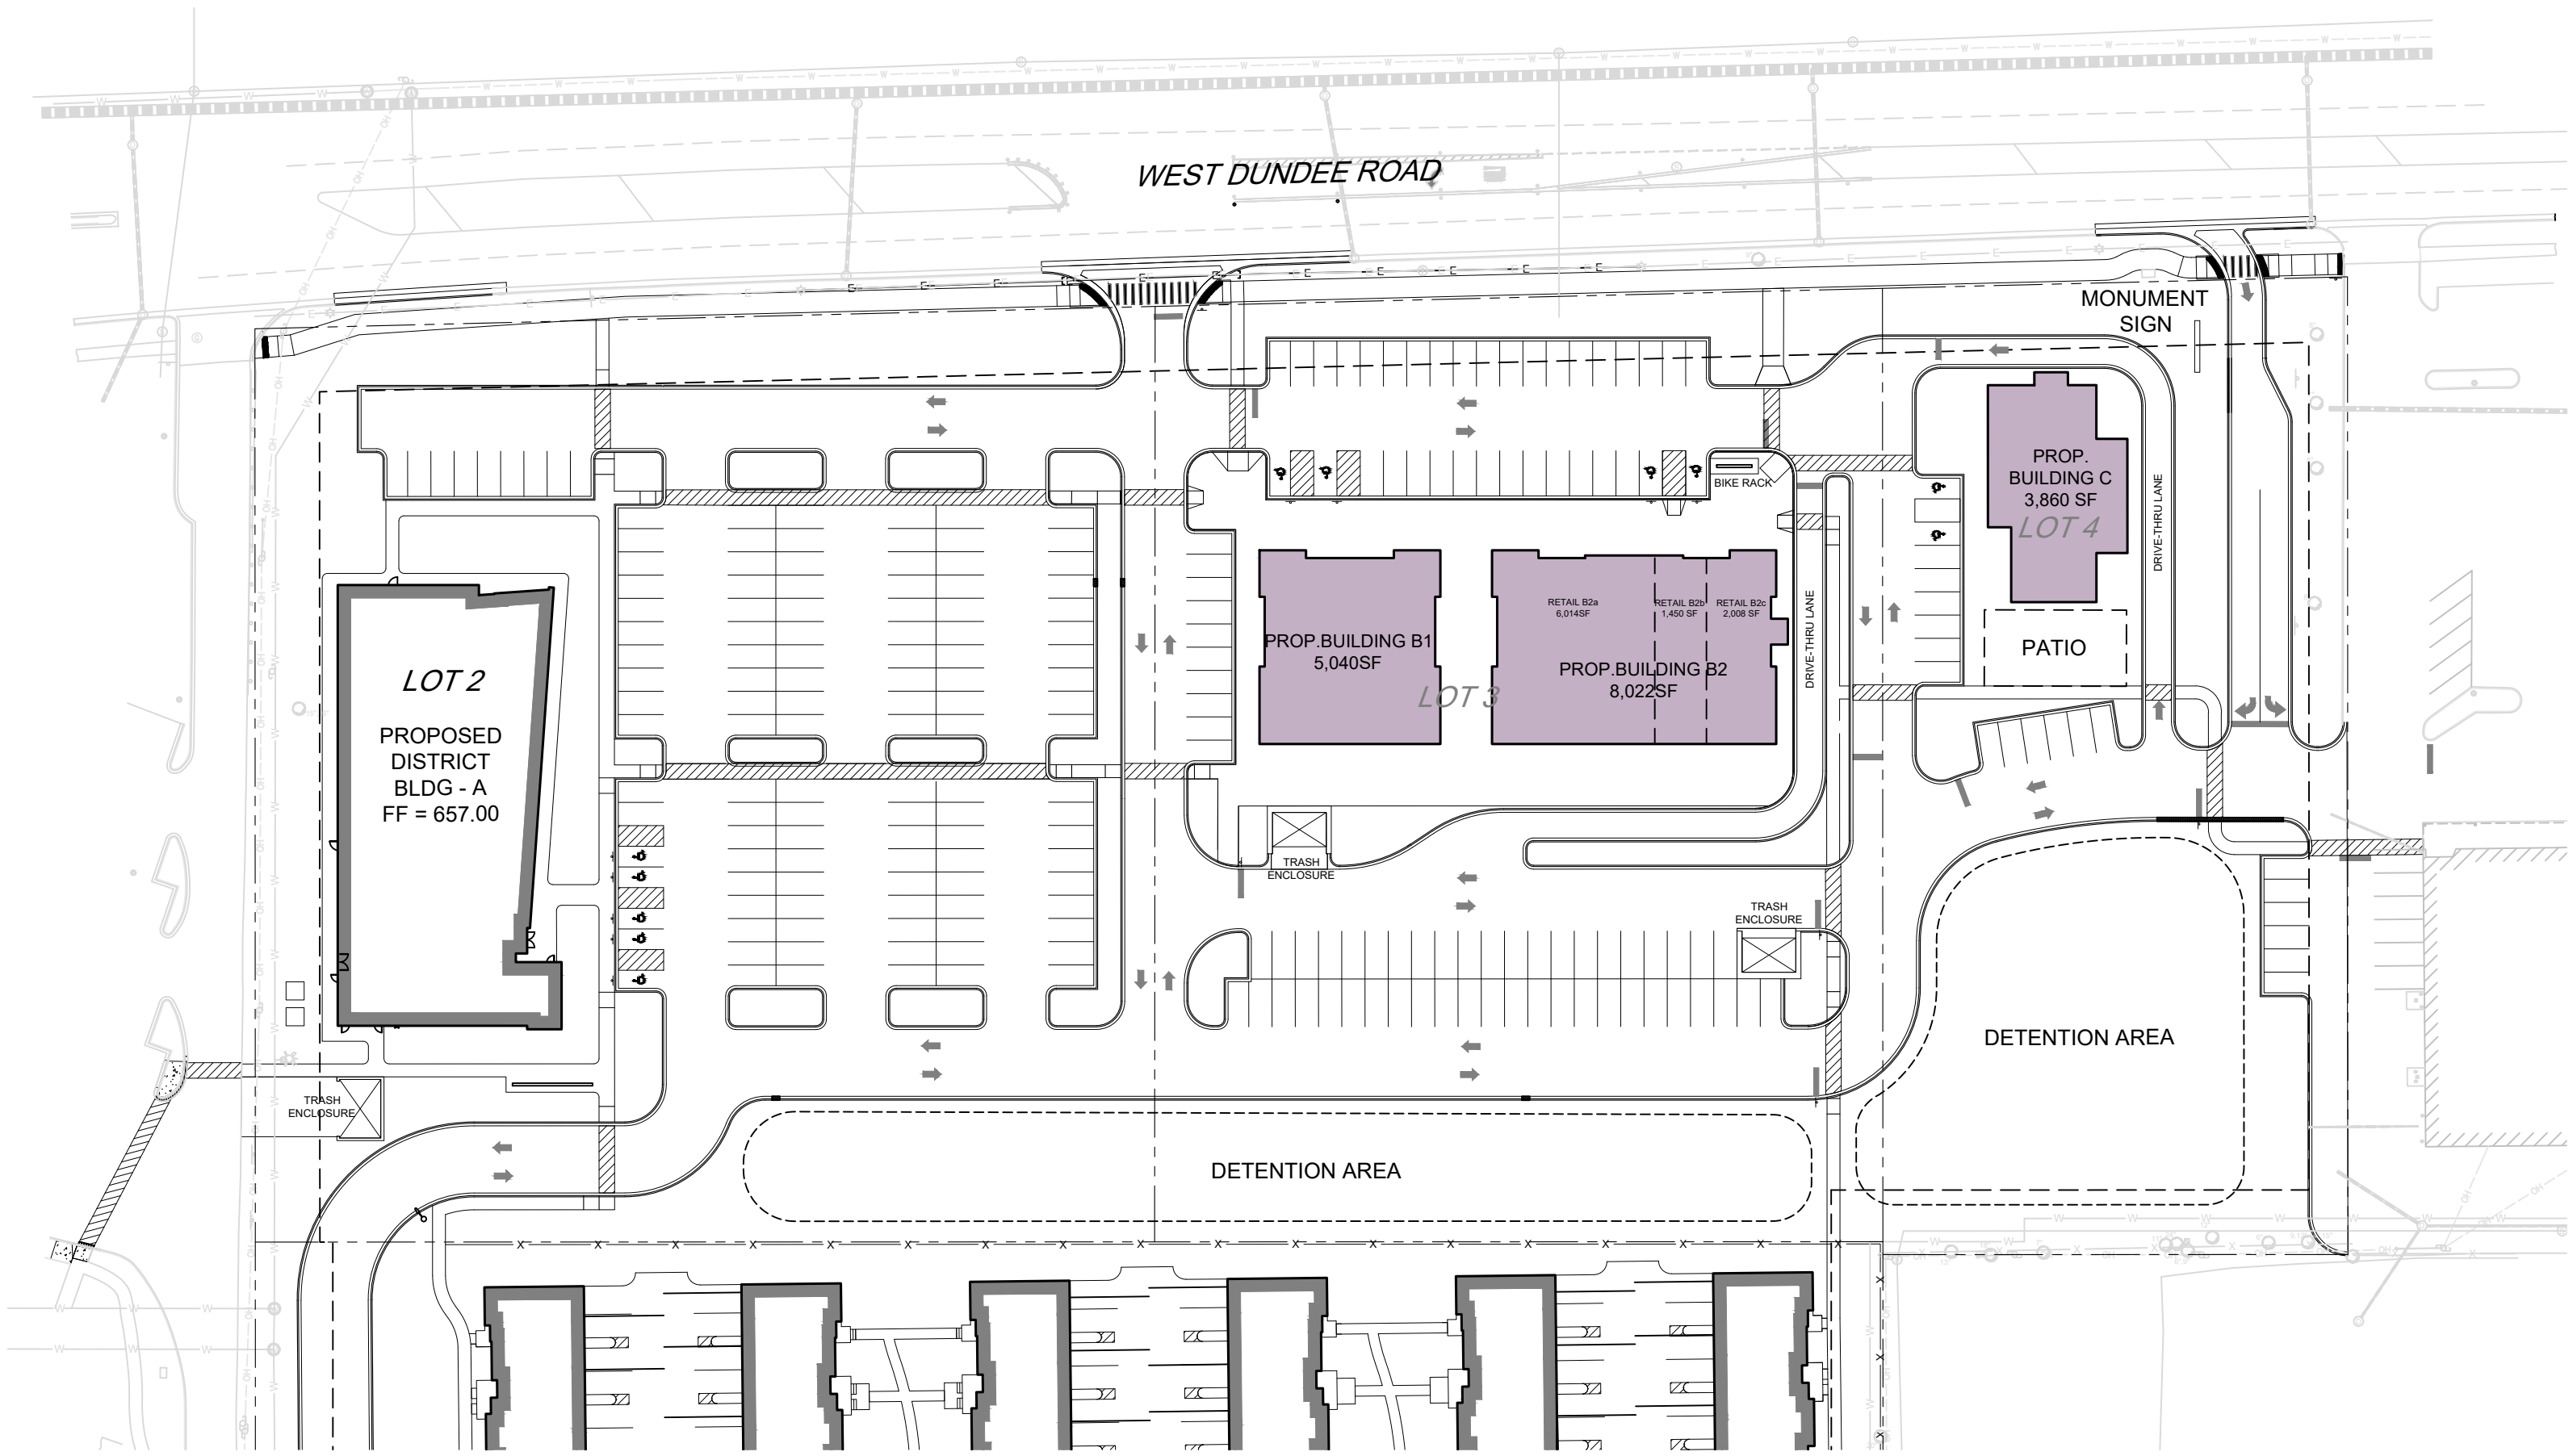 WEST DUNDEE ROAD
MONUMENT
SIGN
PROP.
BUILDING C
3,860 SF
LOT 4
DRIVE-THRU LANE
PATIO
BIKE RACK
RETAIL B2a
6,014SF
RETAIL B2b
1,450 SF
RETAIL B2c
2,008 SF
PROP.BUILDING B1
5,040SF
PROP.BUILDING B2
8,022SF
LOT 3
DRIVE-THRU LANE
LOT 2
PROPOSED
DISTRICT
BLDG - A
FF = 657.00
TRASH
ENCLOSURE
TRASH
ENCLOSURE
DETENTION AREA
TRASH
ENCLOSURE
DETENTION AREA